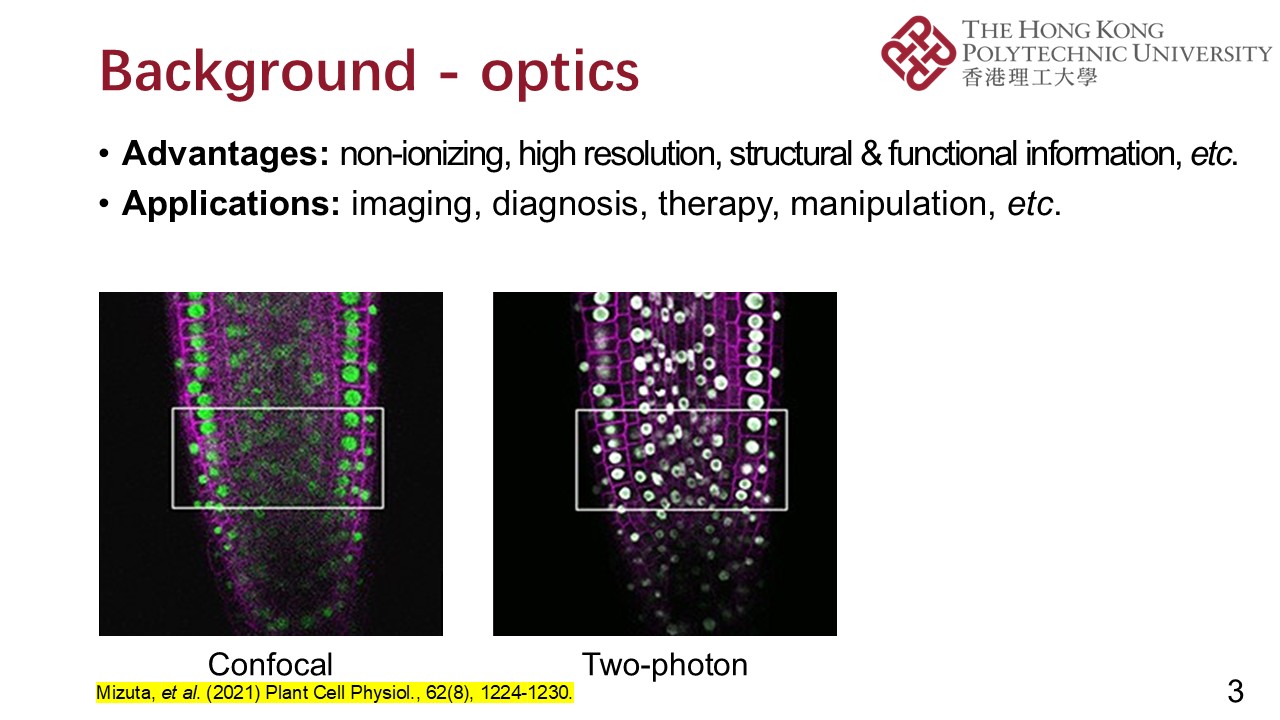 Background - optics
THE HONG KONG
POLYTECHNIC UNIVERSITY
香港理工大學
• Advantages: non-ionizing, high resolution, structural & functional information, etc.
• Applications: imaging, diagnosis, therapy, manipulation, etc.
Confocal
Two-photon
Mizuta, et al. (2021) Plant Cell Physiol., 62(8), 1224-1230.
3